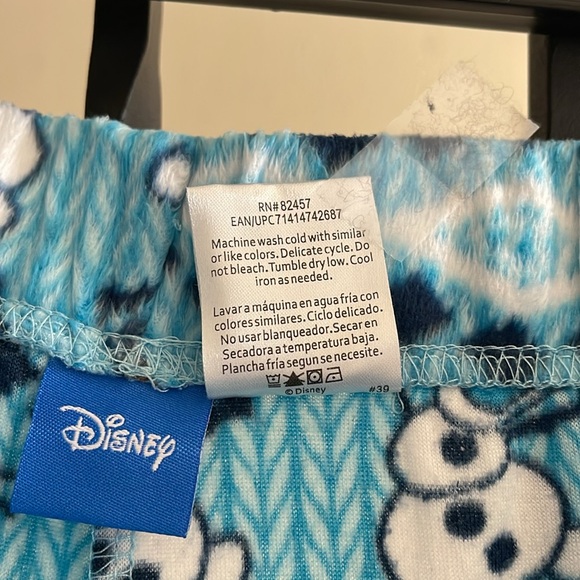 RN# 82457
EAN/UPC71414742687
Machine wash cold with similar
or like colors. Delicate cycle. Do
not bleach. Tumble dry low. Cool
iron as needed.
Lavar a máquina en agua fría con
colores similares. Ciclo delicado.
No usar blanqueador. Secar en
Secadora a temperatura baja.
Plancha fría segun se necesite.
© Disney #39
Disney